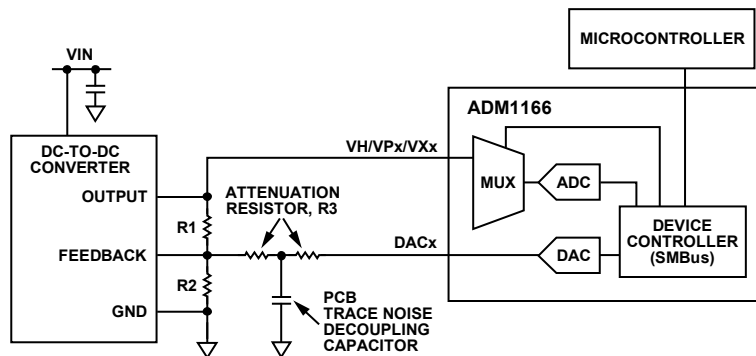 VIN
DC-TO-DC
CONVERTER
OUTPUT
FEEDBACK
GND
R1
R2
ATTENUATION
RESISTOR, R3
PCB
TRACE NOISE
DECOUPLING
CAPACITOR
VH/VPx/VXx
DACx
MICROCONTROLLER
ADM1166
MUX
ADC
DAC
DEVICE
CONTROLLER
(SMBus)